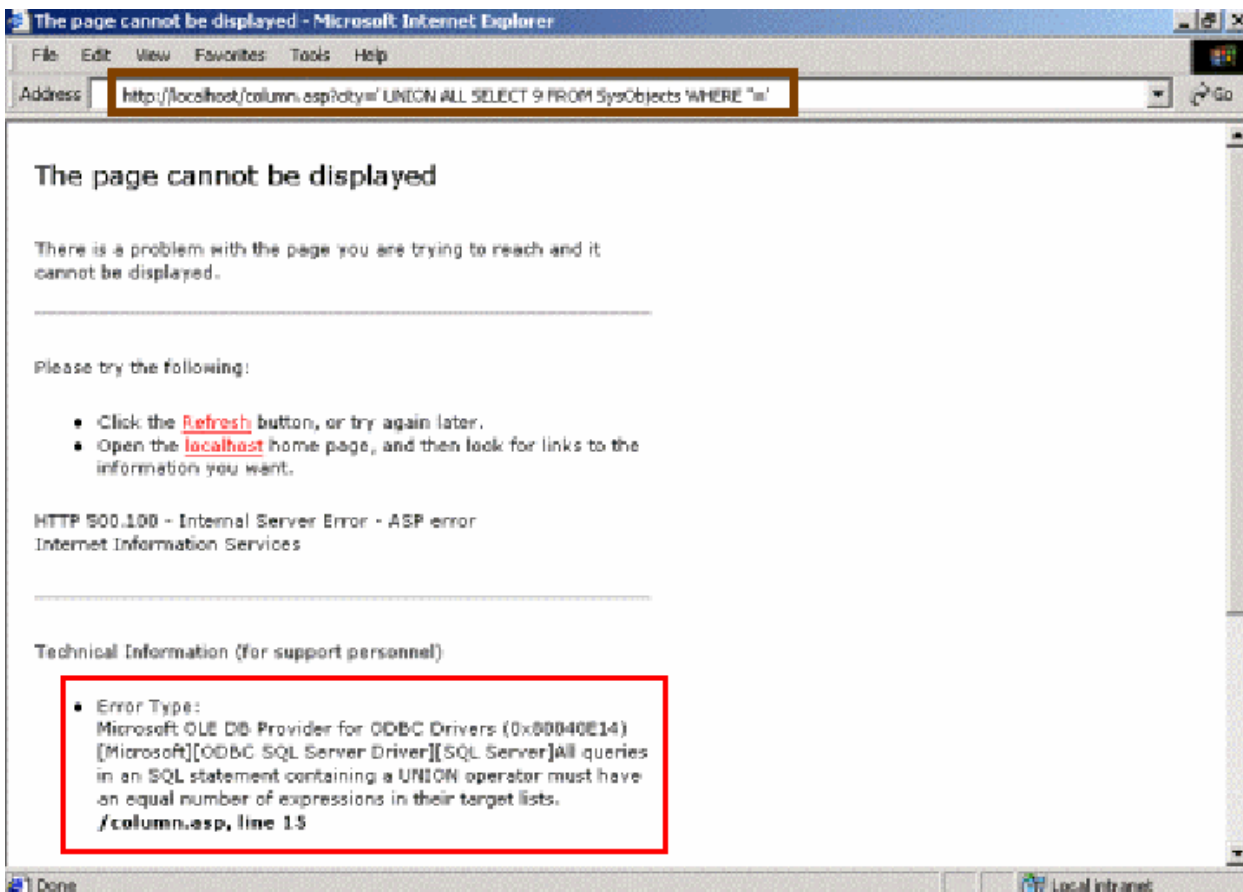 The page cannot be displayed - Microsoft Internet Explorer
File Edit View Favorites Tools Help
Address http://localhost/column.asp?city=' UNION ALL SELECT 9 FROM SysObjects WHERE ''=' Go
The page cannot be displayed
There is a problem with the page you are trying to reach and it
cannot be displayed.
Please try the following:
• Click the Refresh button, or try again later.
• Open the localhost home page, and then look for links to the
information you want.
HTTP 500.100 - Internal Server Error - ASP error
Internet Information Services
Technical Information (for support personnel)
• Error Type:
Microsoft OLE DB Provider for ODBC Drivers (0x80040E14)
[Microsoft][ODBC SQL Server Driver][SQL Server]All queries
in an SQL statement containing a UNION operator must have
an equal number of expressions in their target lists.
/column.asp, line 15
Done Local intranet